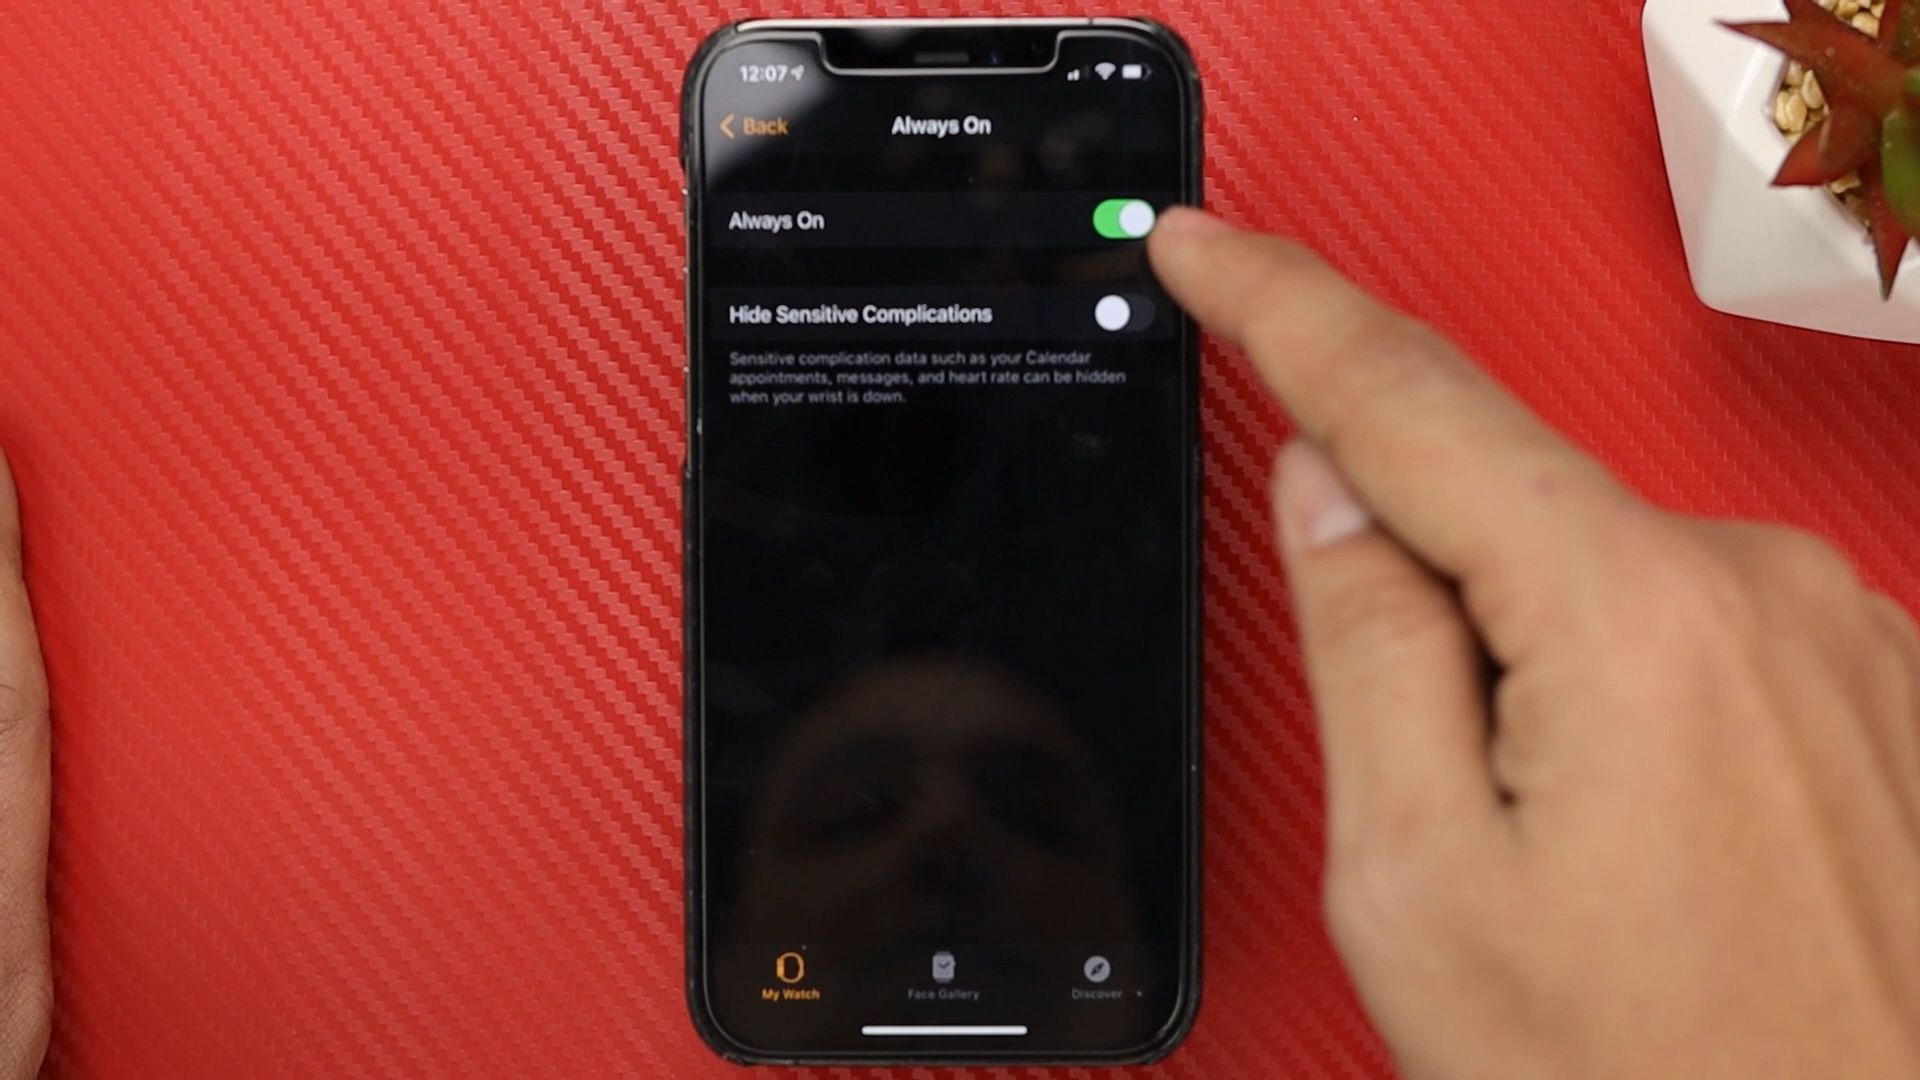 12:07
Back
Always On
Always On
Hide Sensitive Complications
Sensitive complication data such as your Calendar
appointments, messages, and heart rate can be hidden
when your wrist is down.
My Watch
Face Gallery
Discover